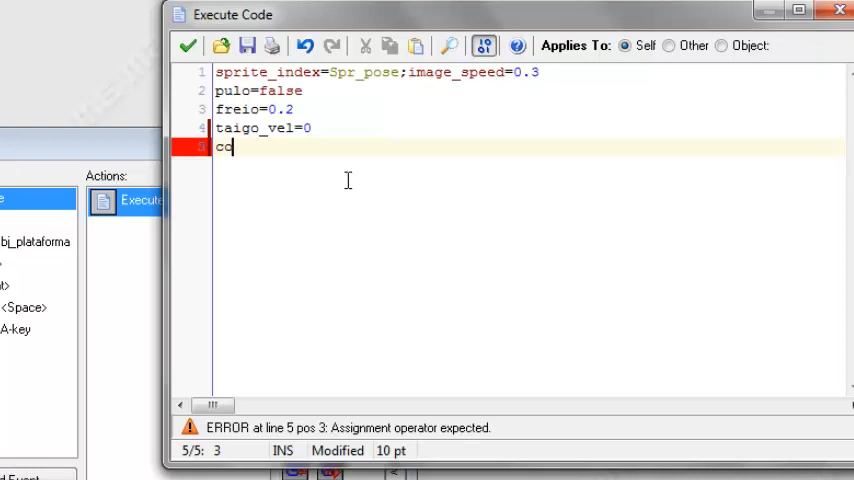 Execute Code
Applies To: Self Other Object:
1 sprite_index=Spr_pose;image_speed=0.3
2 pulo=false
3 freio=0.2
4 taigo_vel=0
5 co
Actions:
Execute
bj_plataforma
<Space>
A-key
ERROR at line 5 pos 3: Assignment operator expected.
5/5: 3 INS Modified 10 pt